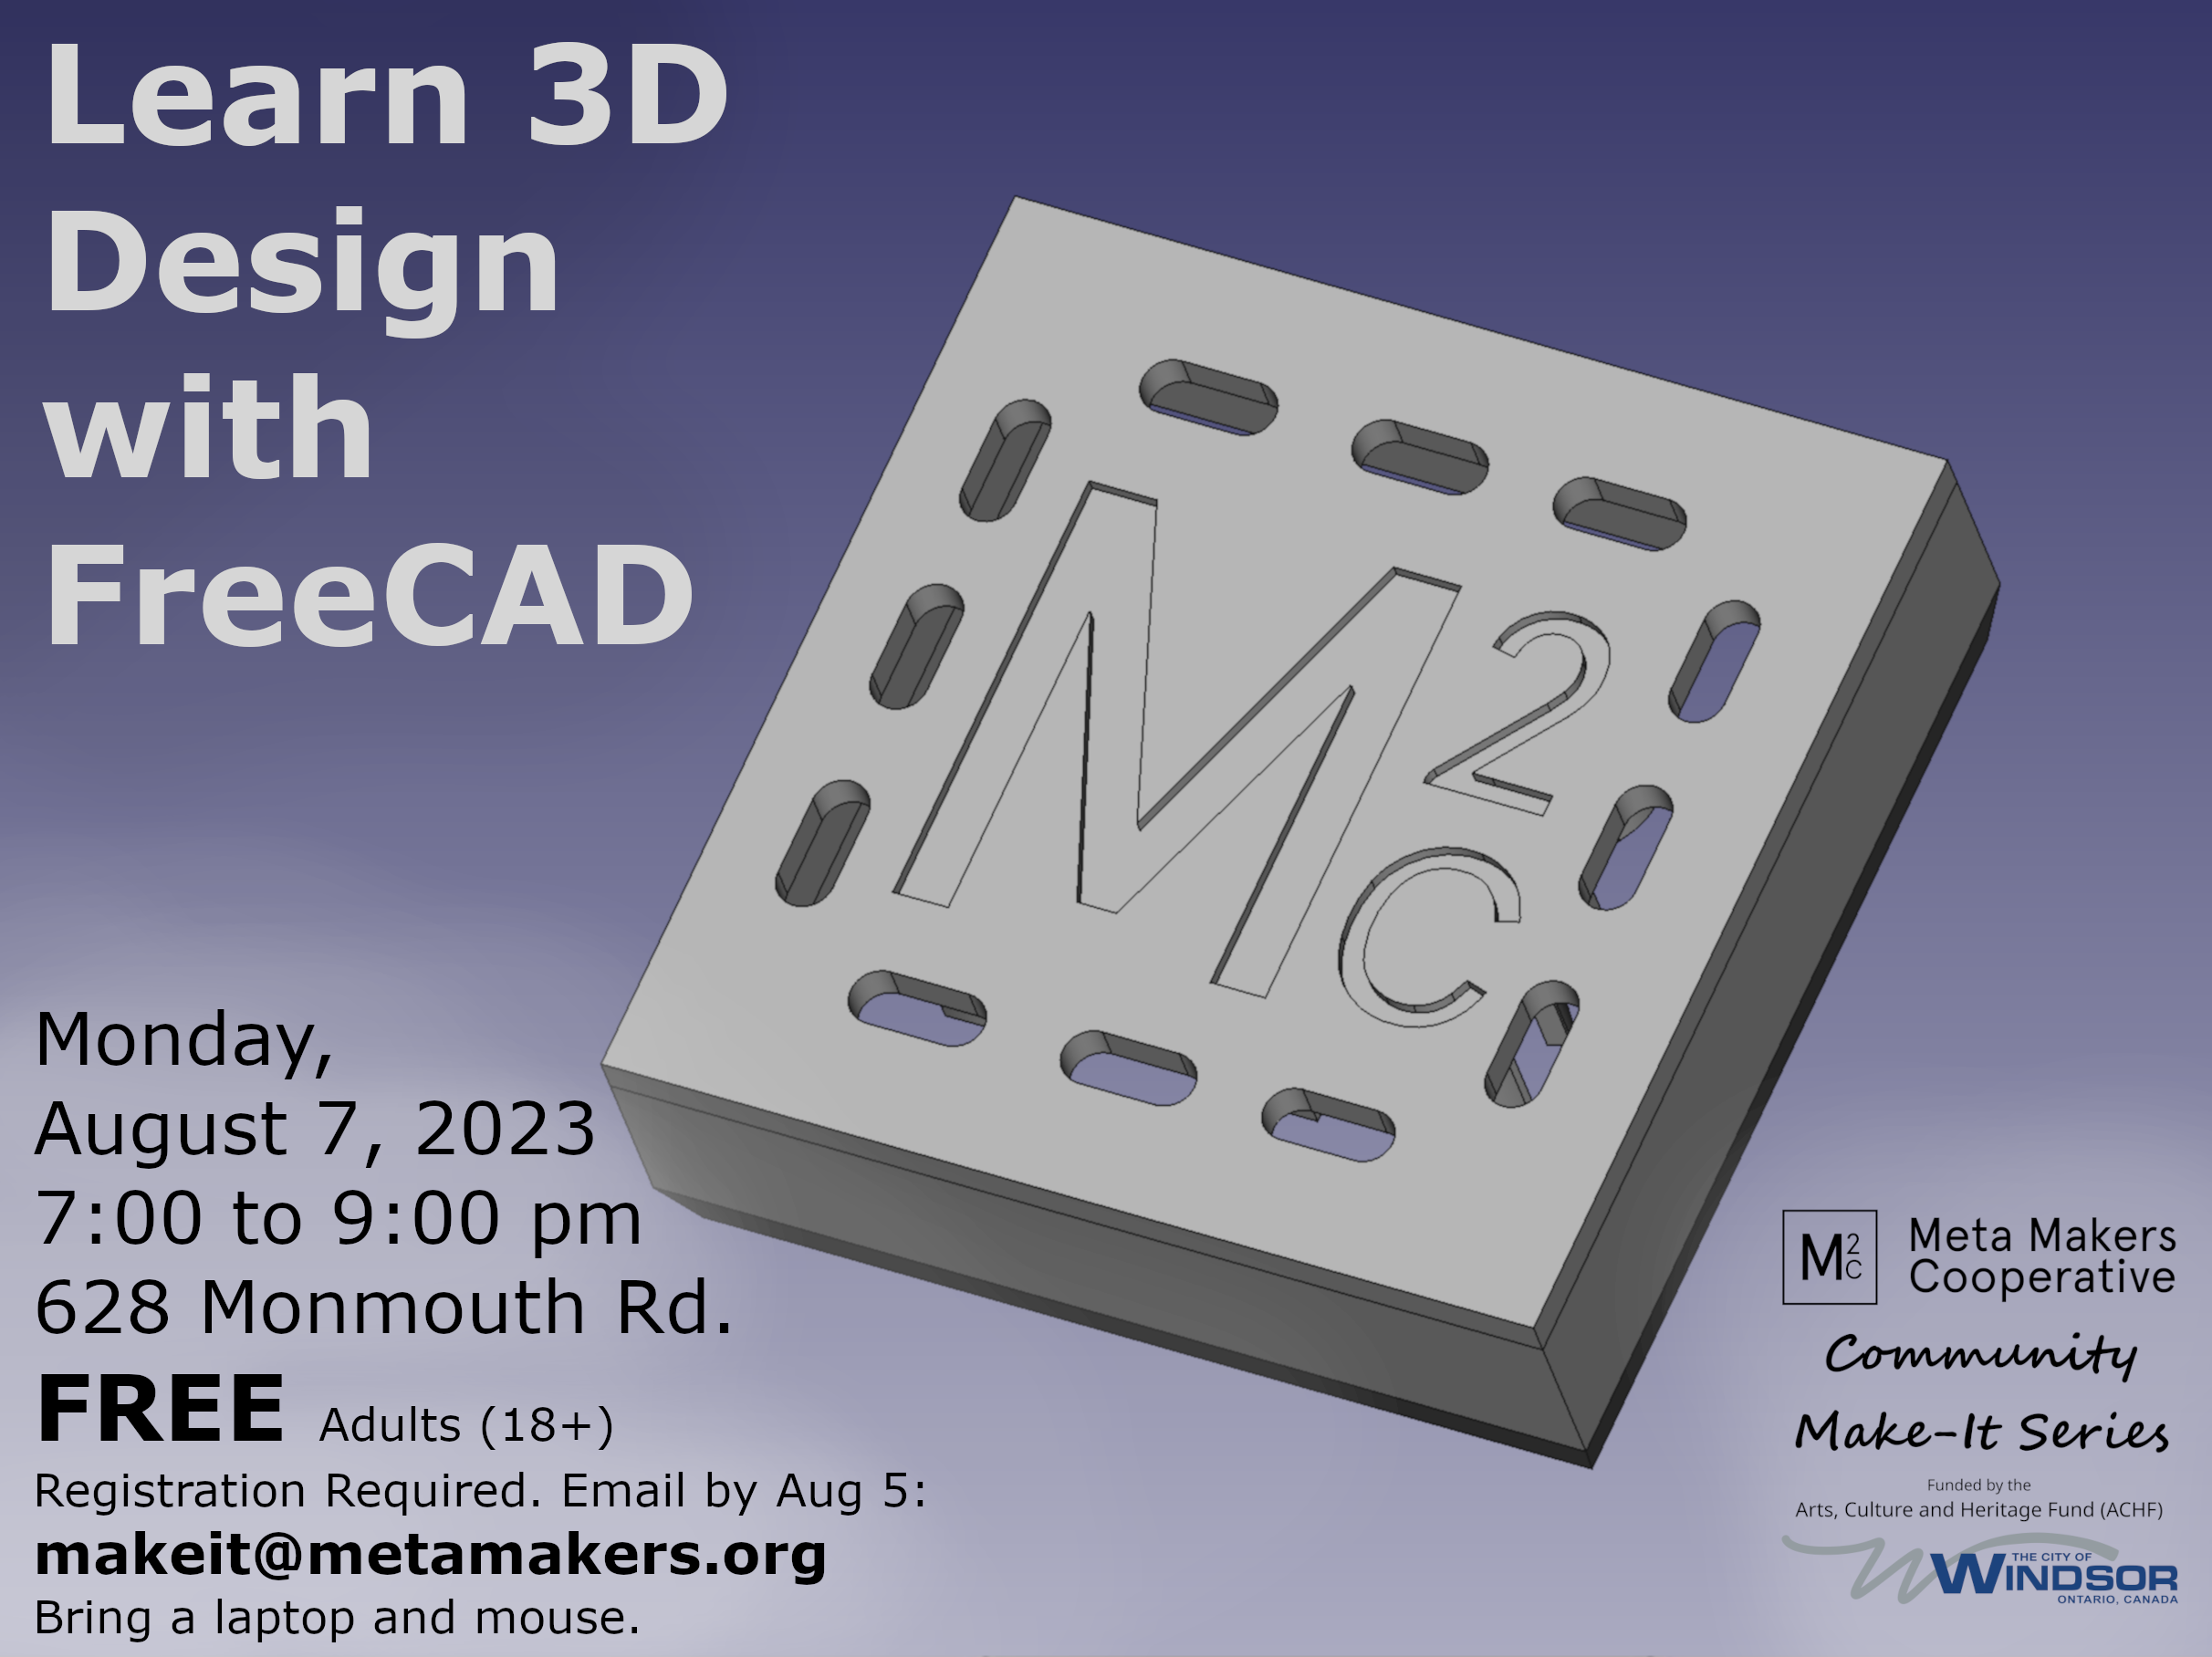 Learn 3D
Design
with
FreeCAD
M2
C
Monday,
August 7, 2023
7:00 to 9:00 pm
628 Monmouth Rd.
FREE Adults (18+)
Registration Required. Email by Aug 5:
makeit@metamakers.org
Bring a laptop and mouse.
M2C
Meta Makers
Cooperative
Community
Make-It Series
Funded by the
Arts, Culture and Heritage Fund (ACHF)
THE CITY OF
WINDSOR
ONTARIO, CANADA